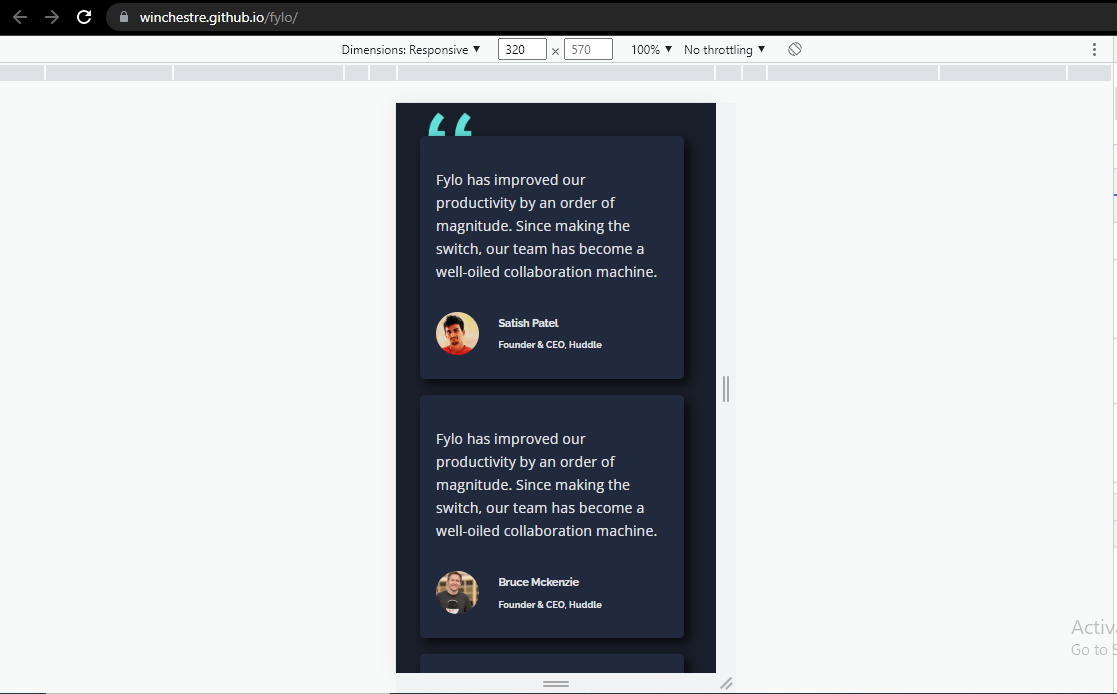 winchestre.github.io/fylo/
Dimensions: Responsive ▼ 320 × 570 100% ▼ No throttling ▼
“
Fylo has improved our
productivity by an order of
magnitude. Since making the
switch, our team has become a
well-oiled collaboration machine.
Satish Patel
Founder & CEO, Huddle
Fylo has improved our
productivity by an order of
magnitude. Since making the
switch, our team has become a
well-oiled collaboration machine.
Bruce Mckenzie
Founder & CEO, Huddle
Go to